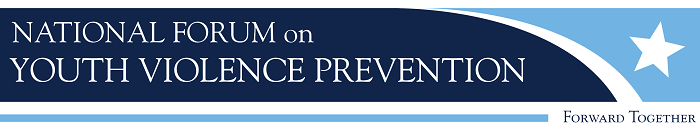 NATIONAL FORUM on
YOUTH VIOLENCE PREVENTION
FORWARD TOGETHER